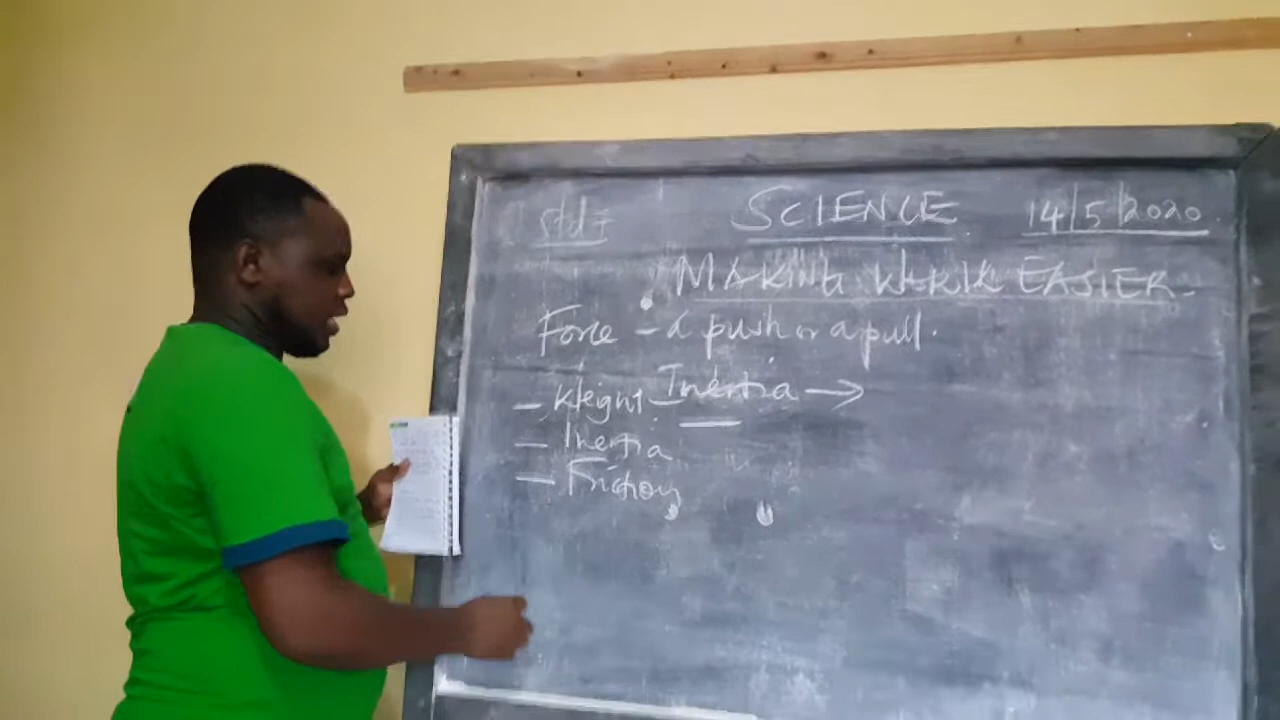 Std 7 SCIENCE 14/5/2020
MAKING WORK EASIER
Force - a push or a pull.
- Weight - Inertia →
- Inertia
- Friction